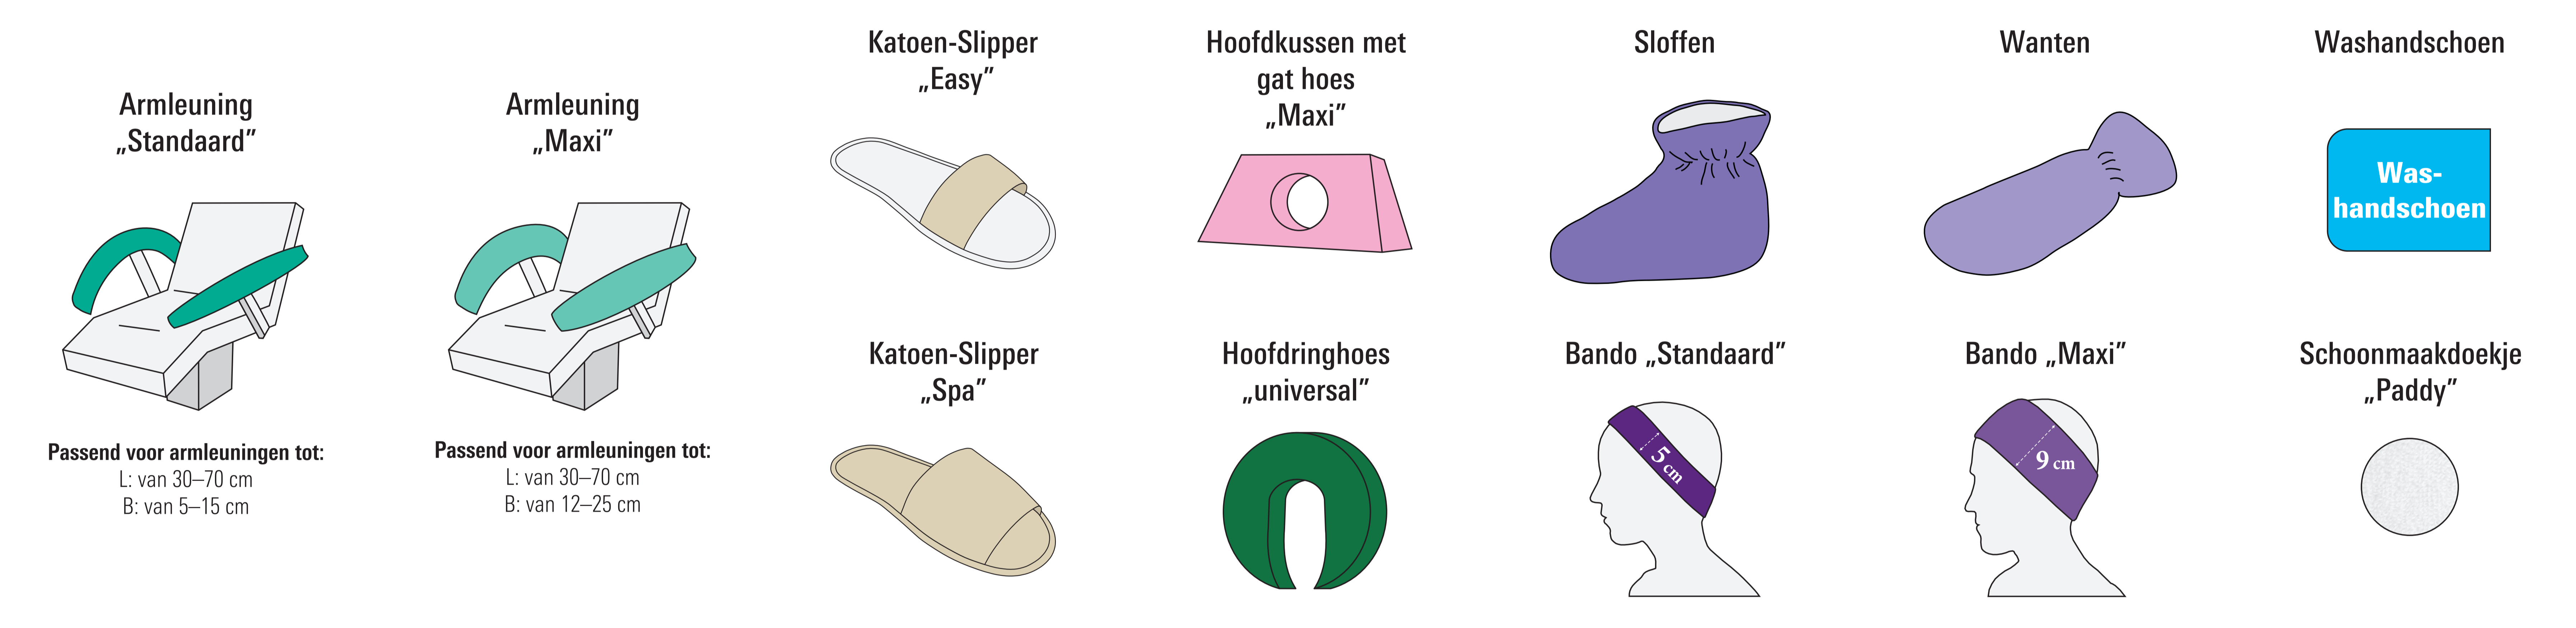 Armleuning
„Standaard”
Passend voor armleuningen tot:
L: van 30–70 cm
B: van 5–15 cm
Armleuning
„Maxi”
Passend voor armleuningen tot:
L: van 30–70 cm
B: van 12–25 cm
Katoen-Slipper
„Easy”
Katoen-Slipper
„Spa”
Hoofdkussen met
gat hoes
„Maxi”
Hoofdringhoes
„universal”
Sloffen
Bando „Standaard”
5 cm
Wanten
Bando „Maxi”
9 cm
Washandschoen
Was-
handschoen
Schoonmaakdoekje
„Paddy”